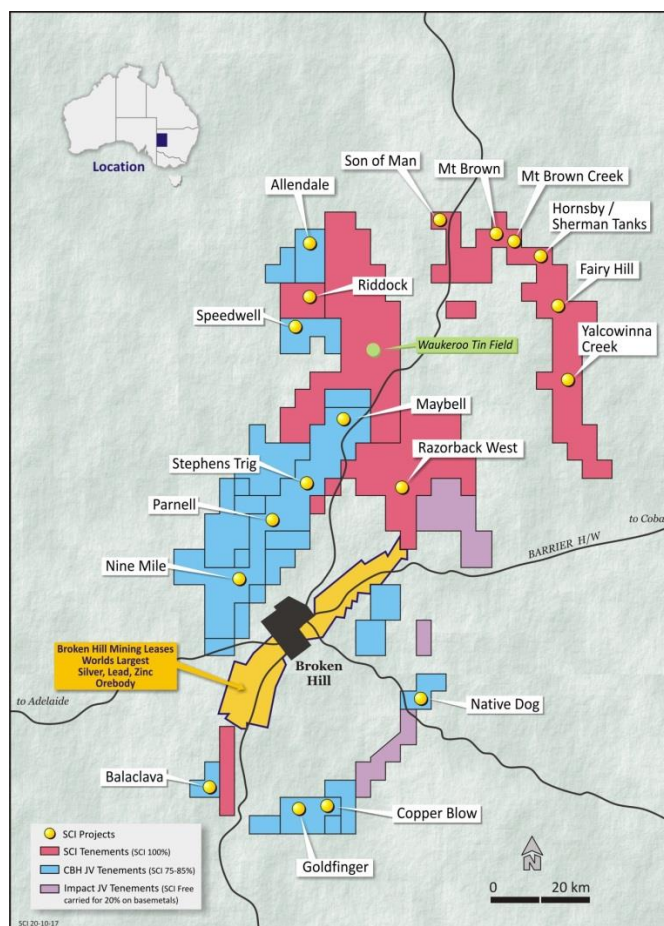 Location
Son of Man
Mt Brown
Mt Brown Creek
Hornsby /
Sherman Tanks
Allendale
Riddock
Fairy Hill
Speedwell
Waukeroo Tin Field
Yalcowinna
Creek
Maybell
Stephens Trig
Razorback West
Parnell
to Coba
BARRIER H/W
Nine Mile
Broken Hill Mining Leases
Worlds Largest
Silver, Lead, Zinc
Orebody
Broken
Hill
to Adelaide
Native Dog
Balaclava
Copper Blow
Goldfinger
SCI Projects
SCI Tenements (SCI 100%)
CBH JV Tenements (SCI 75-85%)
Impact JV Tenements (SCI Free
carried for 20% on basemetals)
N
0 20 km
SCI 20-10-17